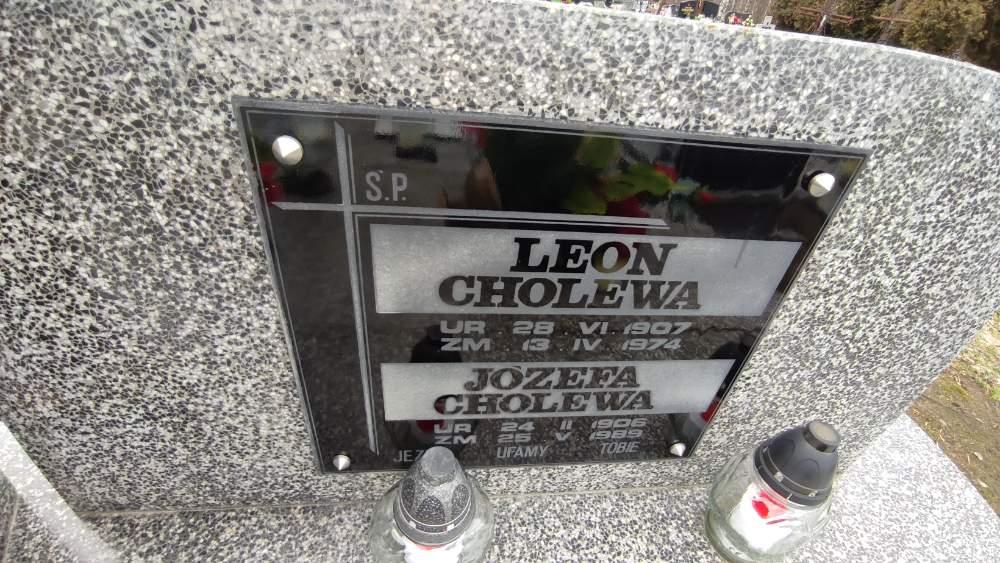 Ś.P.
LEON
CHOLEWA
UR 28 VI 1907
ZM 13 IV 1974
JÓZEFA
CHOLEWA
UR 24 II 1906
ZM 25 V 1989
UFAMY TOBIE